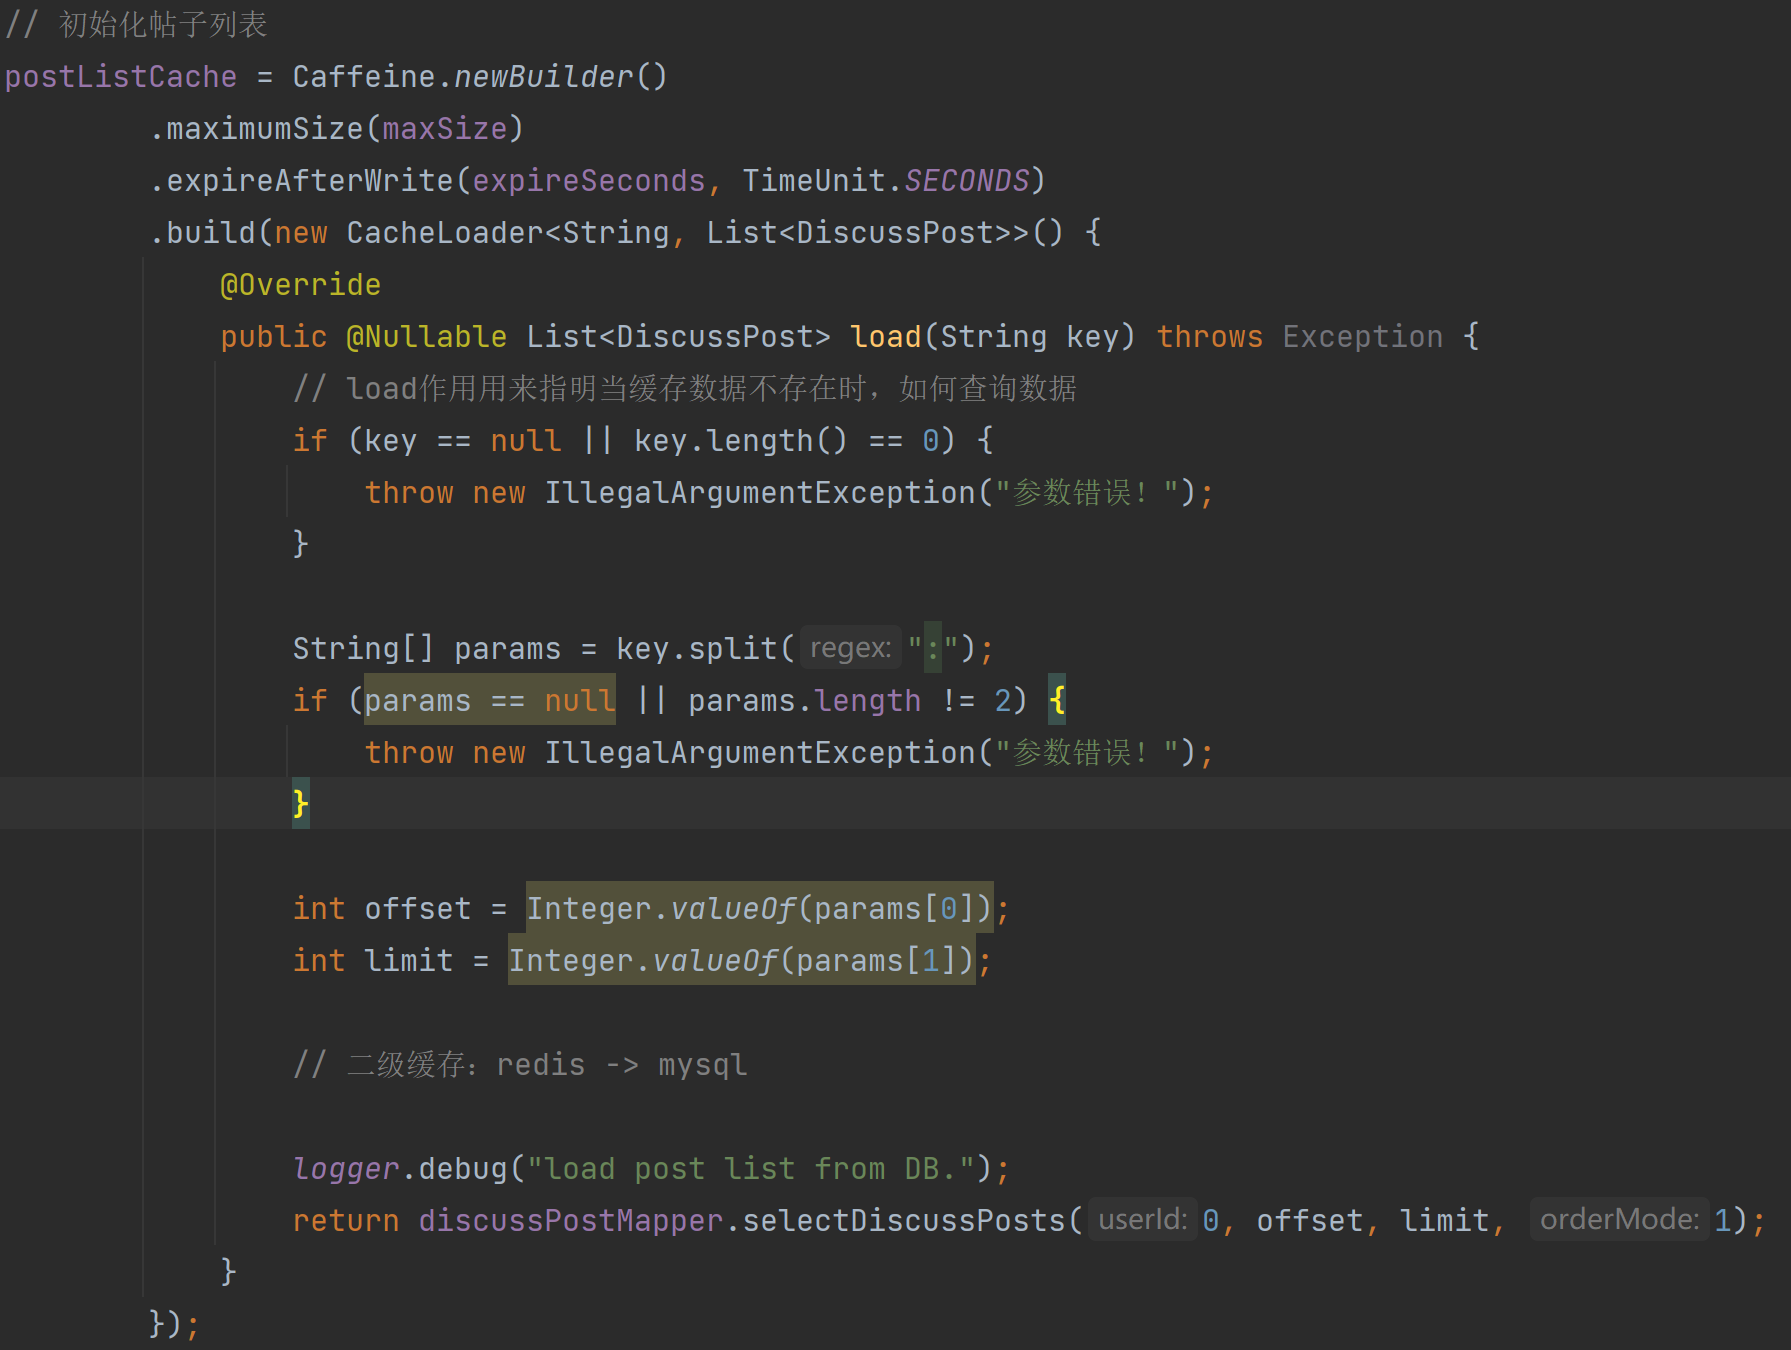 // 初始化帖子列表
postListCache = Caffeine.newBuilder()
.maximumSize(maxSize)
.expireAfterWrite(expireSeconds, TimeUnit.SECONDS)
.build(new CacheLoader<String, List<DiscussPost>>() {
@Override
public @Nullable List<DiscussPost> load(String key) throws Exception {
// load作用用来指明当缓存数据不存在时，如何查询数据
if (key == null || key.length() == 0) {
throw new IllegalArgumentException("参数错误！");
}
String[] params = key.split( regex: ":");
if (params == null || params.length != 2) {
throw new IllegalArgumentException("参数错误！");
}
int offset = Integer.valueOf(params[0]);
int limit = Integer.valueOf(params[1]);
// 二级缓存：redis -> mysql
logger.debug("load post list from DB.");
return discussPostMapper.selectDiscussPosts( userId: 0, offset, limit, orderMode: 1);
}
});